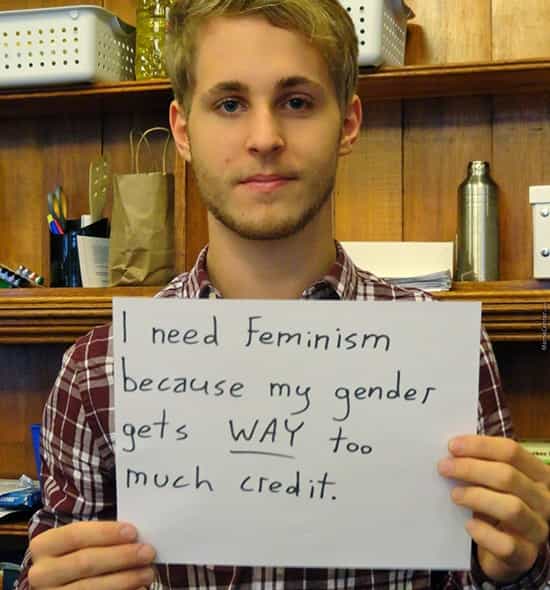 I need Feminism
because my gender
gets WAY too
much credit.